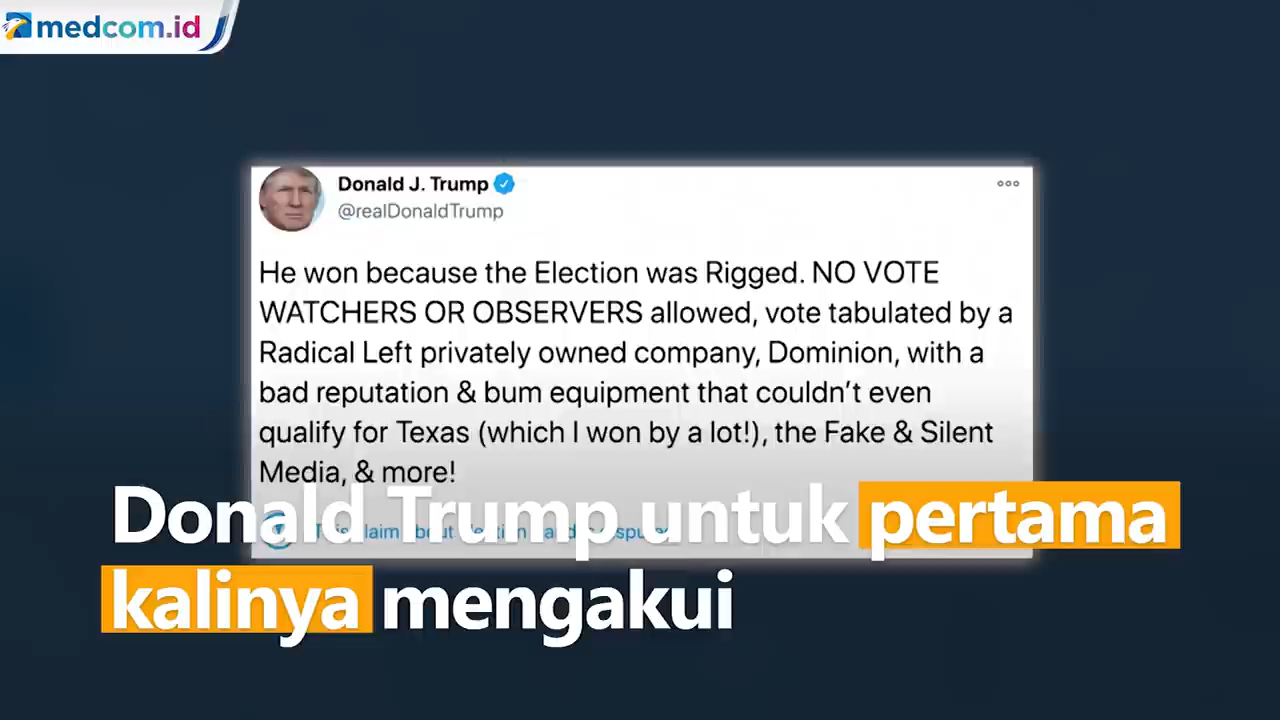 medcom.id
Donald J. Trump
@realDonaldTrump
He won because the Election was Rigged. NO VOTE
WATCHERS OR OBSERVERS allowed, vote tabulated by a
Radical Left privately owned company, Dominion, with a
bad reputation & bum equipment that couldn't even
qualify for Texas (which I won by a lot!), the Fake & Silent
Media, & more!
Donald Trump untuk pertama
kalinya mengakui